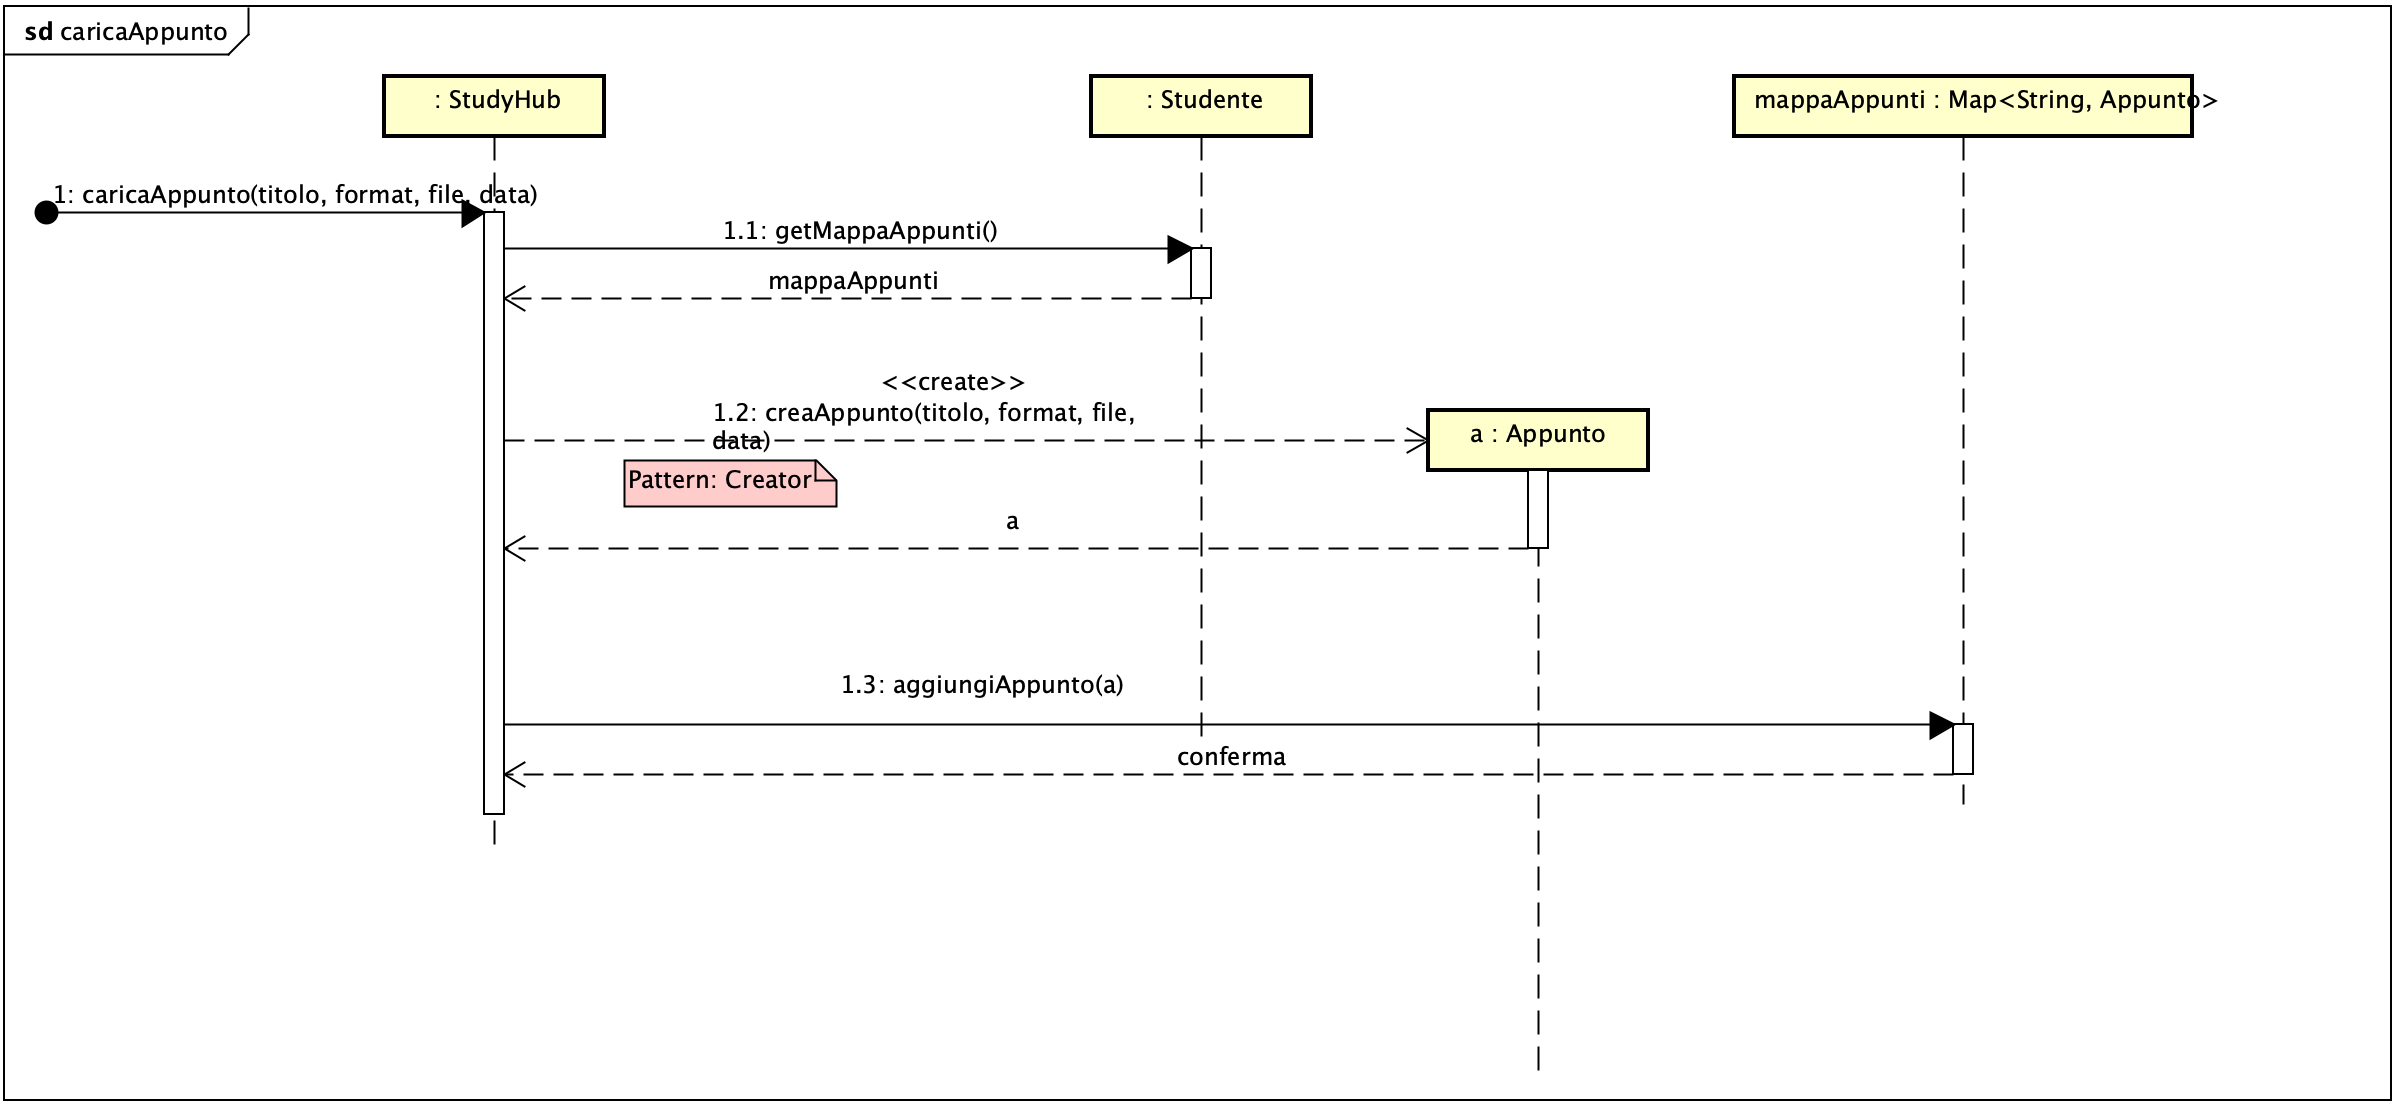 sd caricaAppunto
: StudyHub
: Studente
mappaAppunti : Map<String, Appunto>
1: caricaAppunto(titolo, format, file, data)
1.1: getMappaAppunti()
mappaAppunti
<<create>>
1.2: creaAppunto(titolo, format, file,
data)
a : Appunto
Pattern: Creator
a
1.3: aggiungiAppunto(a)
conferma